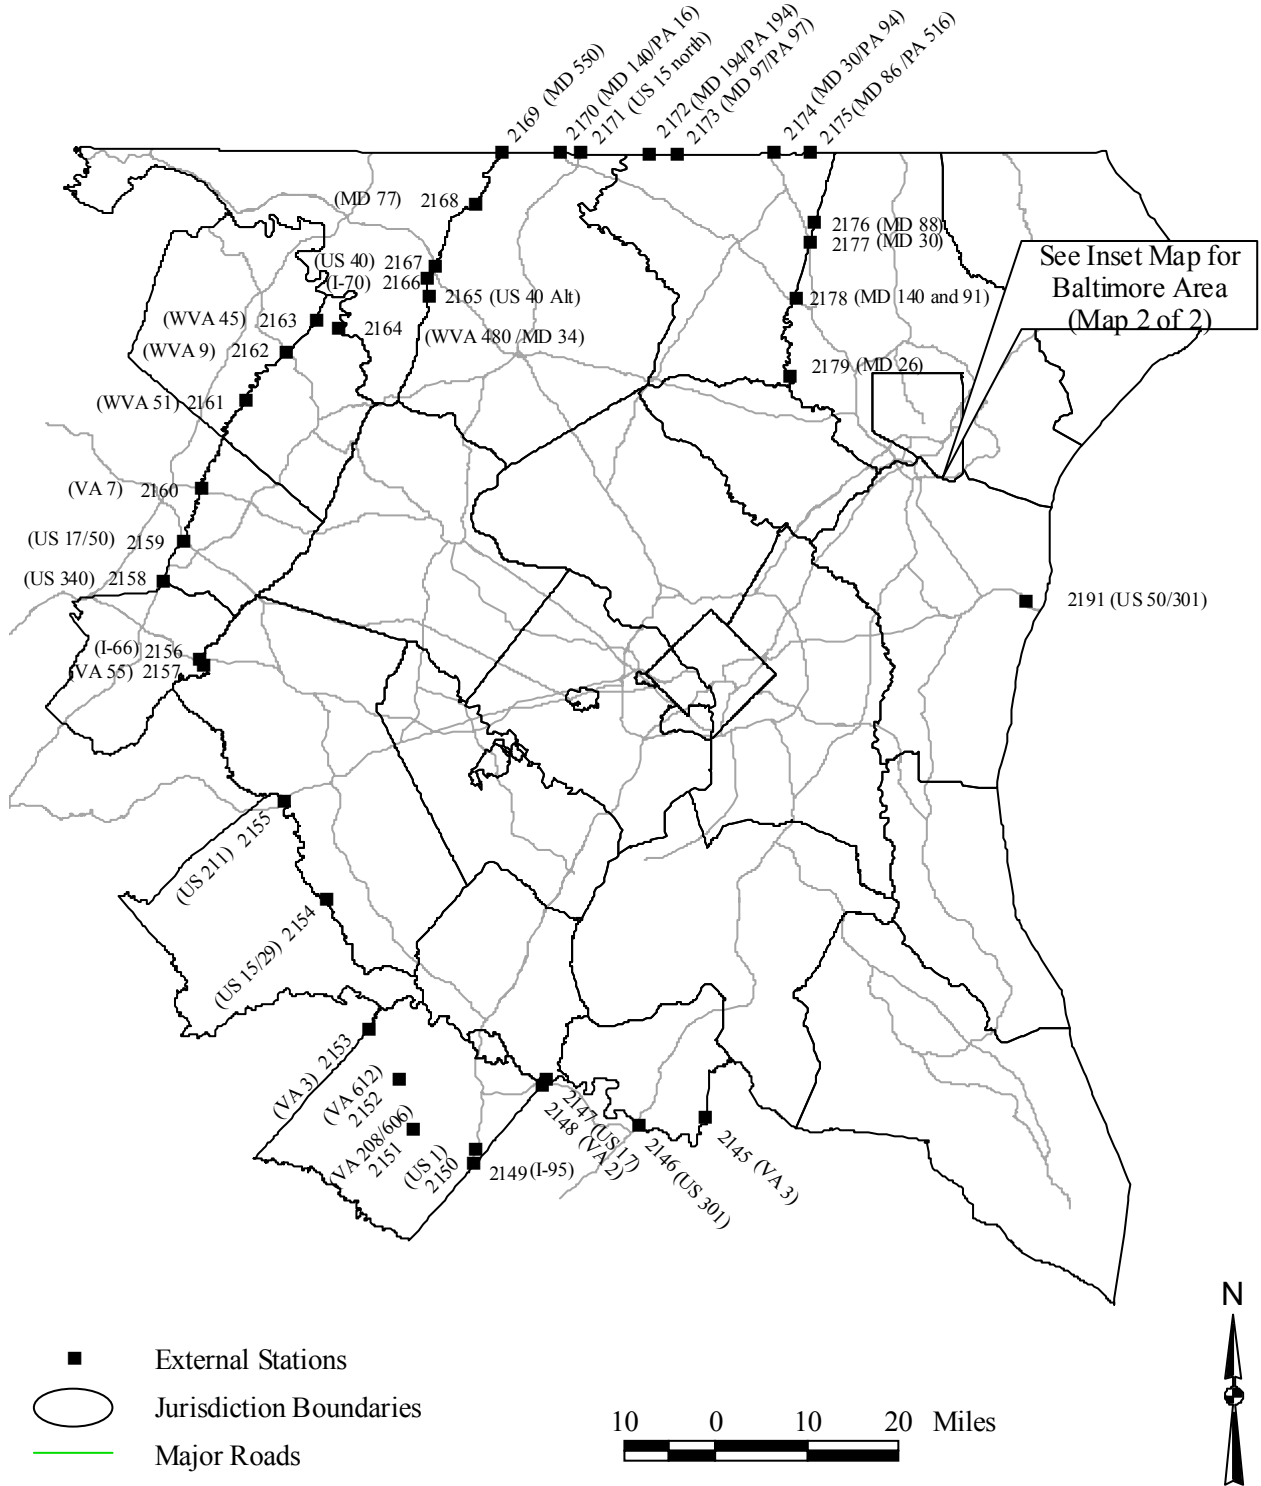 2169 (MD 550)
2170 (MD 140/PA 16)
2171 (US 15 north)
2172 (MD 194/PA 194)
2173 (MD 97/PA 97)
2174 (MD 30/PA 94)
2175 (MD 86 /PA 516)
(MD 77) 2168
2176 (MD 88)
2177 (MD 30)
See Inset Map for
Baltimore Area
(Map 2 of 2)
(US 40) 2167
(I-70) 2166
2165 (US 40 Alt)
2178 (MD 140 and 91)
(WVA 45) 2163
2164
(WVA 480 /MD 34)
(WVA 9) 2162
2179 (MD 26)
(WVA 51) 2161
(VA 7) 2160
(US 17/50) 2159
(US 340) 2158
2191 (US 50/301)
(I-66) 2156
(VA 55) 2157
(US 211) 2155
(US 15/29) 2154
(VA 3) 2153
(VA 612)
2152
(VA 208/606)
2151
(US 1)
2150
2149 (I-95)
2148 (VA 2)
2147 (US 17)
2146 (US 301)
2145 (VA 3)
N
External Stations
Jurisdiction Boundaries
Major Roads
10 0 10 20 Miles